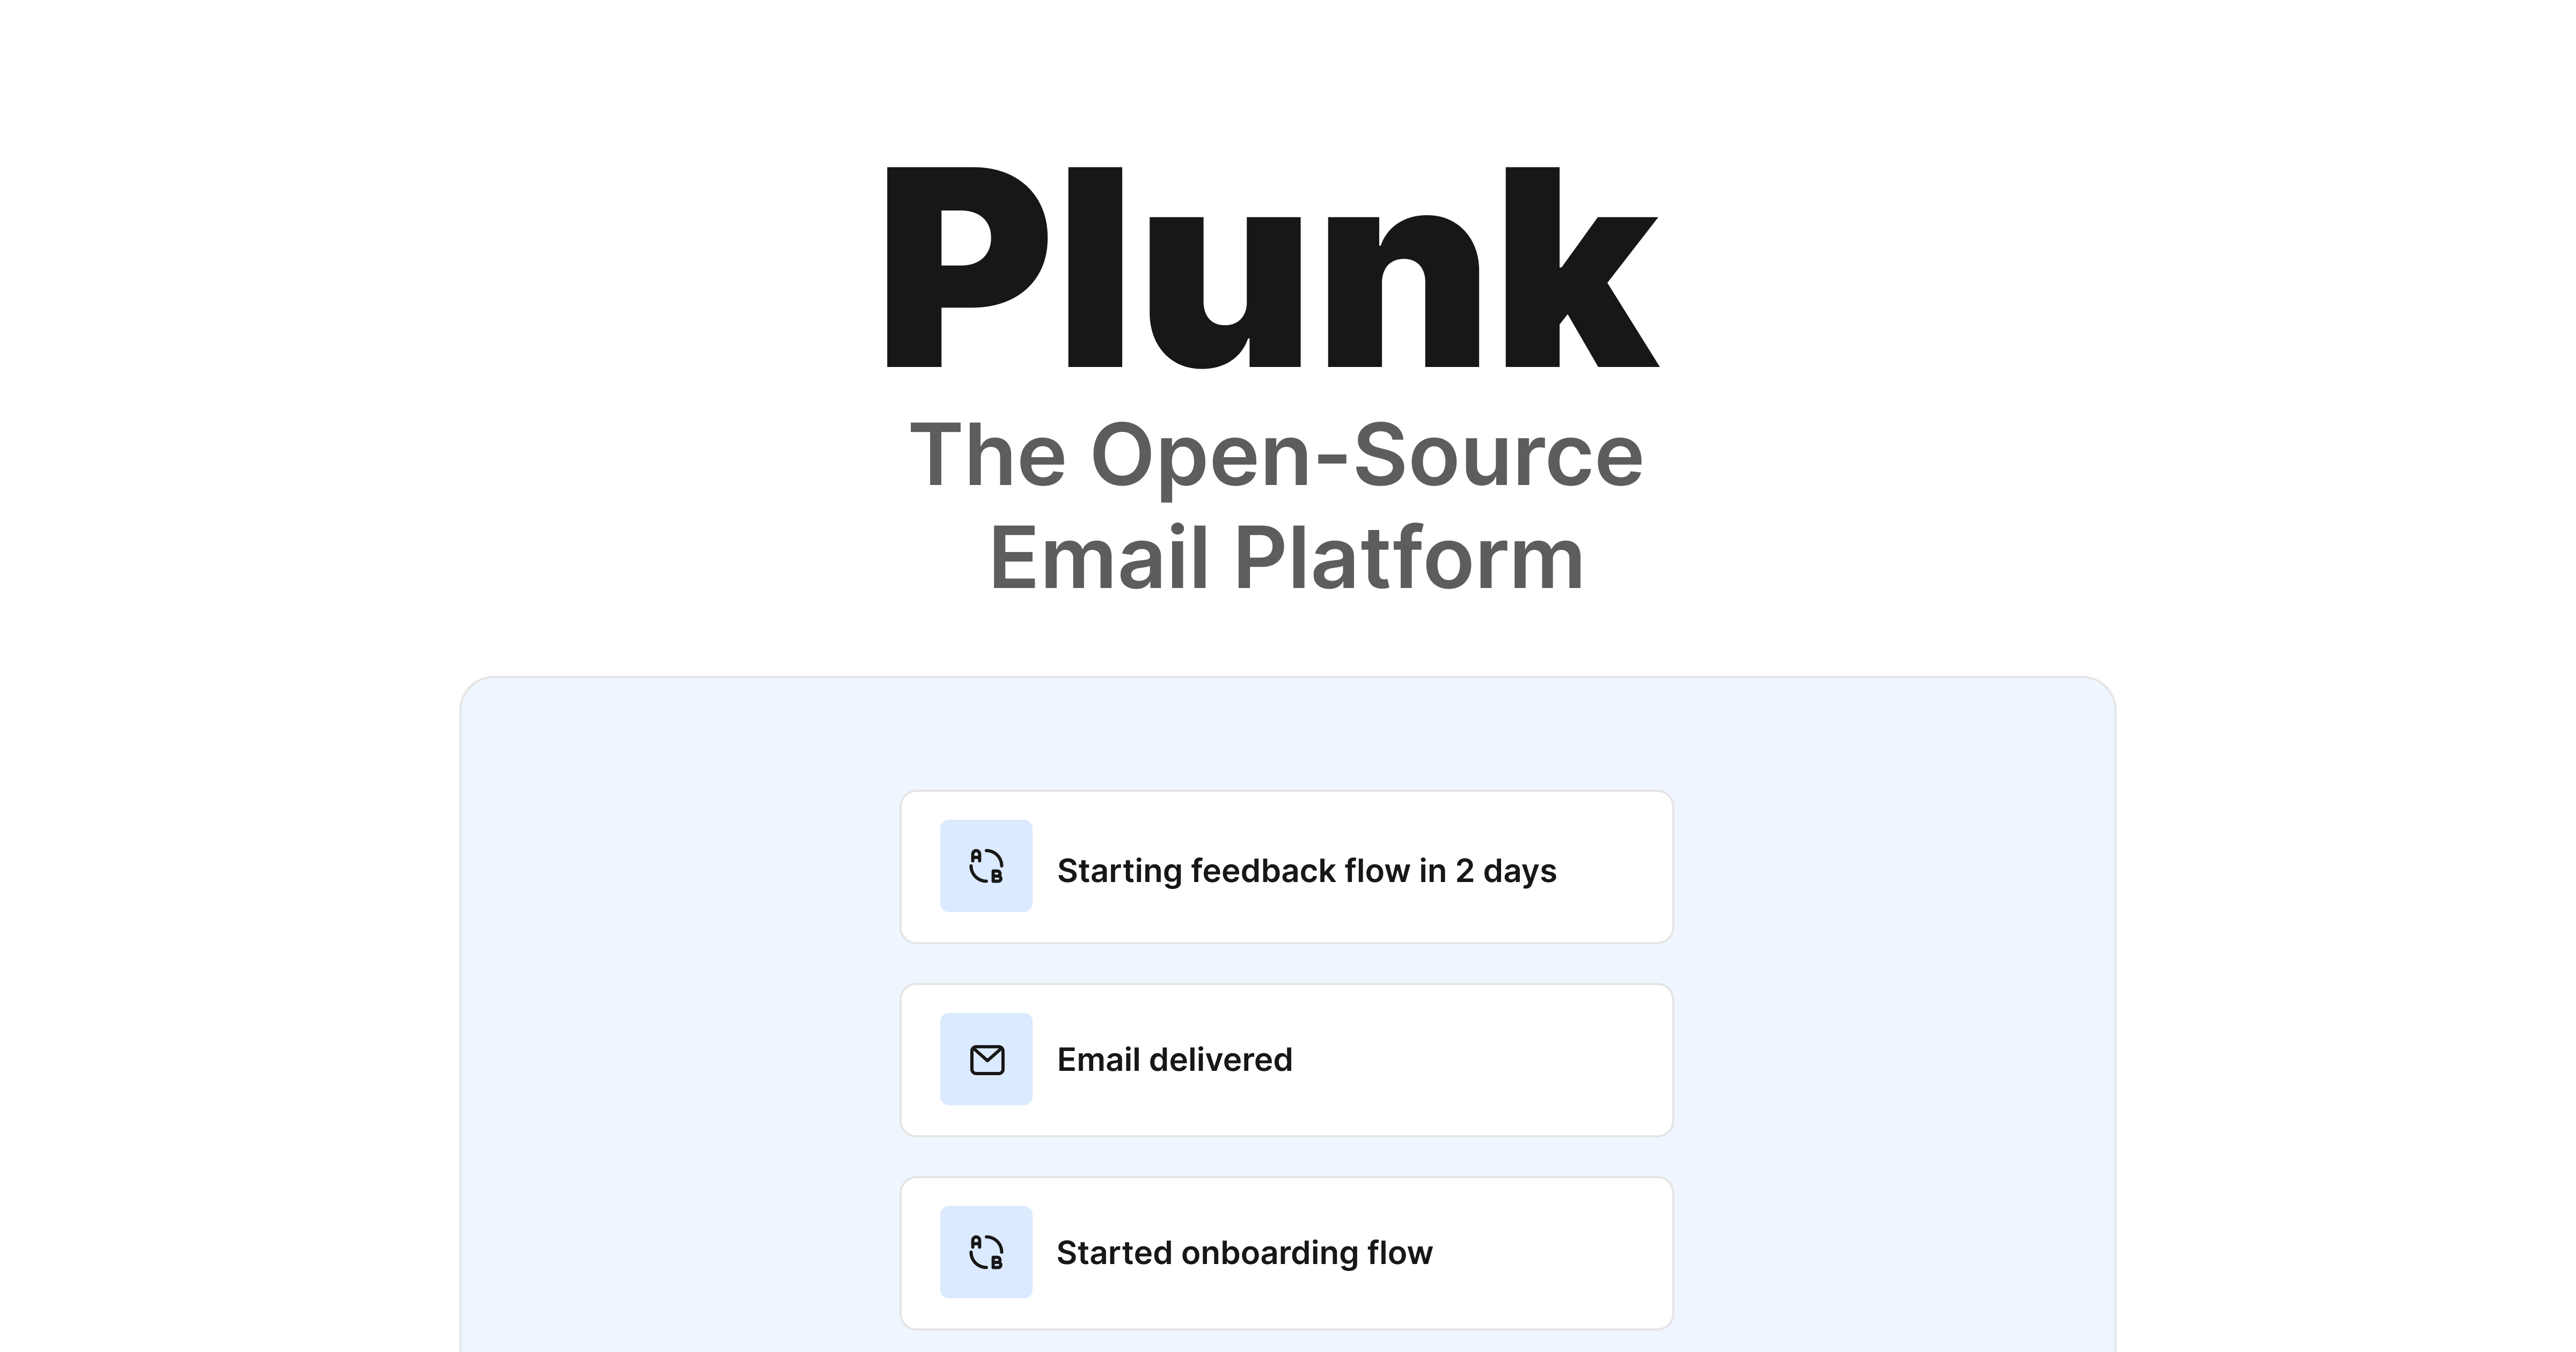 Plunk
The Open-Source
Email Platform
A
B
Starting feedback flow in 2 days
Email delivered
A
B
Started onboarding flow